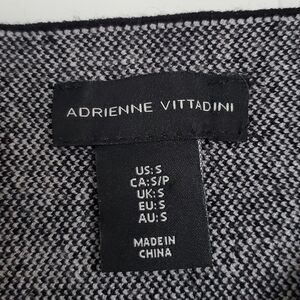 ADRIENNE VITTADINI
US:S
CA:S/P
UK:S
EU:S
AU:S
MADE IN
CHINA